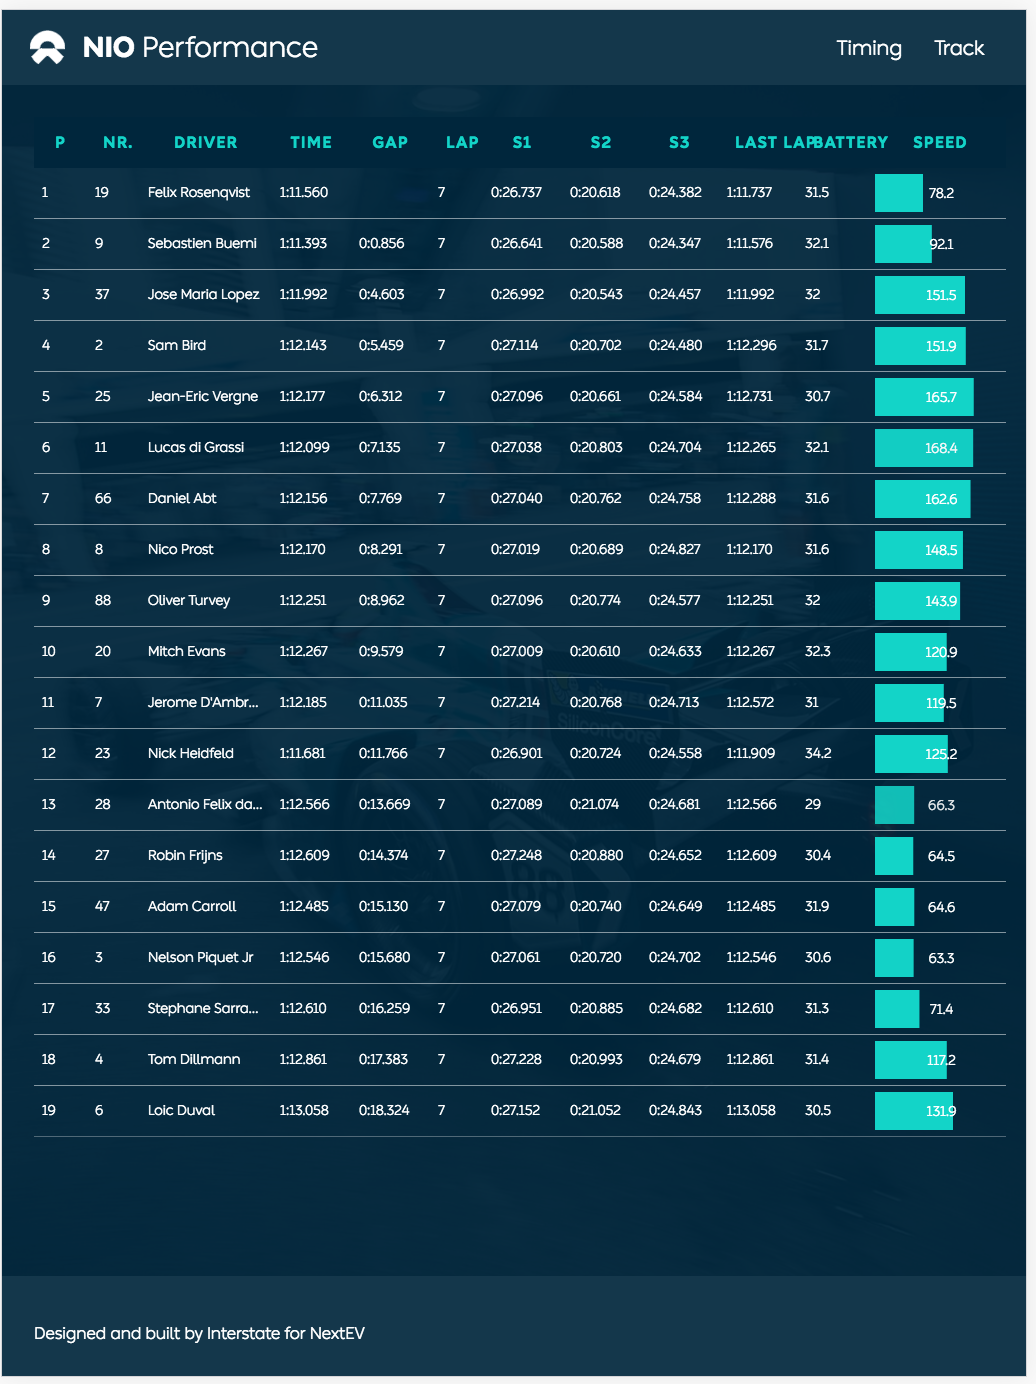 NIO Performance Timing Track
P NR. DRIVER TIME GAP LAP S1 S2 S3 LAST LAP BATTERY SPEED
1 19 Felix Rosenqvist 1:11.560 7 0:26.737 0:20.618 0:24.382 1:11.737 31.5 78.2
2 9 Sebastien Buemi 1:11.393 0:0.856 7 0:26.641 0:20.588 0:24.347 1:11.576 32.1 92.1
3 37 Jose Maria Lopez 1:11.992 0:4.603 7 0:26.992 0:20.543 0:24.457 1:11.992 32 151.5
4 2 Sam Bird 1:12.143 0:5.459 7 0:27.114 0:20.702 0:24.480 1:12.296 31.7 151.9
5 25 Jean-Eric Vergne 1:12.177 0:6.312 7 0:27.096 0:20.661 0:24.584 1:12.731 30.7 165.7
6 11 Lucas di Grassi 1:12.099 0:7.135 7 0:27.038 0:20.803 0:24.704 1:12.265 32.1 168.4
7 66 Daniel Abt 1:12.156 0:7.769 7 0:27.040 0:20.762 0:24.758 1:12.288 31.6 162.6
8 8 Nico Prost 1:12.170 0:8.291 7 0:27.019 0:20.689 0:24.827 1:12.170 31.6 148.5
9 88 Oliver Turvey 1:12.251 0:8.962 7 0:27.096 0:20.774 0:24.577 1:12.251 32 143.9
10 20 Mitch Evans 1:12.267 0:9.579 7 0:27.009 0:20.610 0:24.633 1:12.267 32.3 120.9
11 7 Jerome D'Ambr... 1:12.185 0:11.035 7 0:27.214 0:20.768 0:24.713 1:12.572 31 119.5
12 23 Nick Heidfeld 1:11.681 0:11.766 7 0:26.901 0:20.724 0:24.558 1:11.909 34.2 125.2
13 28 Antonio Felix da... 1:12.566 0:13.669 7 0:27.089 0:21.074 0:24.681 1:12.566 29 66.3
14 27 Robin Frijns 1:12.609 0:14.374 7 0:27.248 0:20.880 0:24.652 1:12.609 30.4 64.5
15 47 Adam Carroll 1:12.485 0:15.130 7 0:27.079 0:20.740 0:24.649 1:12.485 31.9 64.6
16 3 Nelson Piquet Jr 1:12.546 0:15.680 7 0:27.061 0:20.720 0:24.702 1:12.546 30.6 63.3
17 33 Stephane Sarra... 1:12.610 0:16.259 7 0:26.951 0:20.885 0:24.682 1:12.610 31.3 71.4
18 4 Tom Dillmann 1:12.861 0:17.383 7 0:27.228 0:20.993 0:24.679 1:12.861 31.4 117.2
19 6 Loic Duval 1:13.058 0:18.324 7 0:27.152 0:21.052 0:24.843 1:13.058 30.5 131.9
SiliconCore
88
Designed and built by Interstate for NextEV